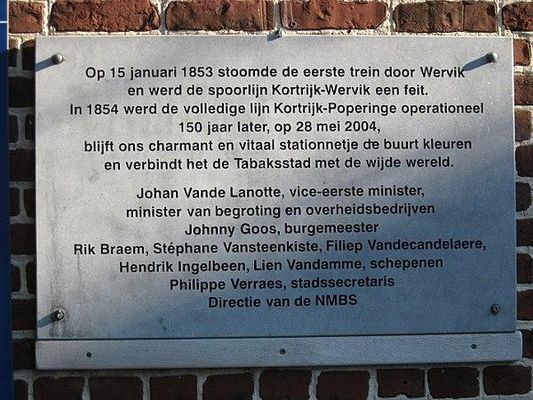 Op 15 januari 1853 stoomde de eerste trein door Wervik
en werd de spoorlijn Kortrijk-Wervik een feit.
In 1854 werd de volledige lijn Kortrijk-Poperinge operationeel
150 jaar later, op 28 mei 2004,
blijft ons charmant en vitaal stationnetje de buurt kleuren
en verbindt het de Tabaksstad met de wijde wereld.
Johan Vande Lanotte, vice-eerste minister,
minister van begroting en overheidsbedrijven
Johnny Goos, burgemeester
Rik Braem, Stéphane Vansteenkiste, Filiep Vandecandelaere,
Hendrik Ingelbeen, Lien Vandamme, schepenen
Philippe Verraes, stadssecretaris
Directie van de NMBS